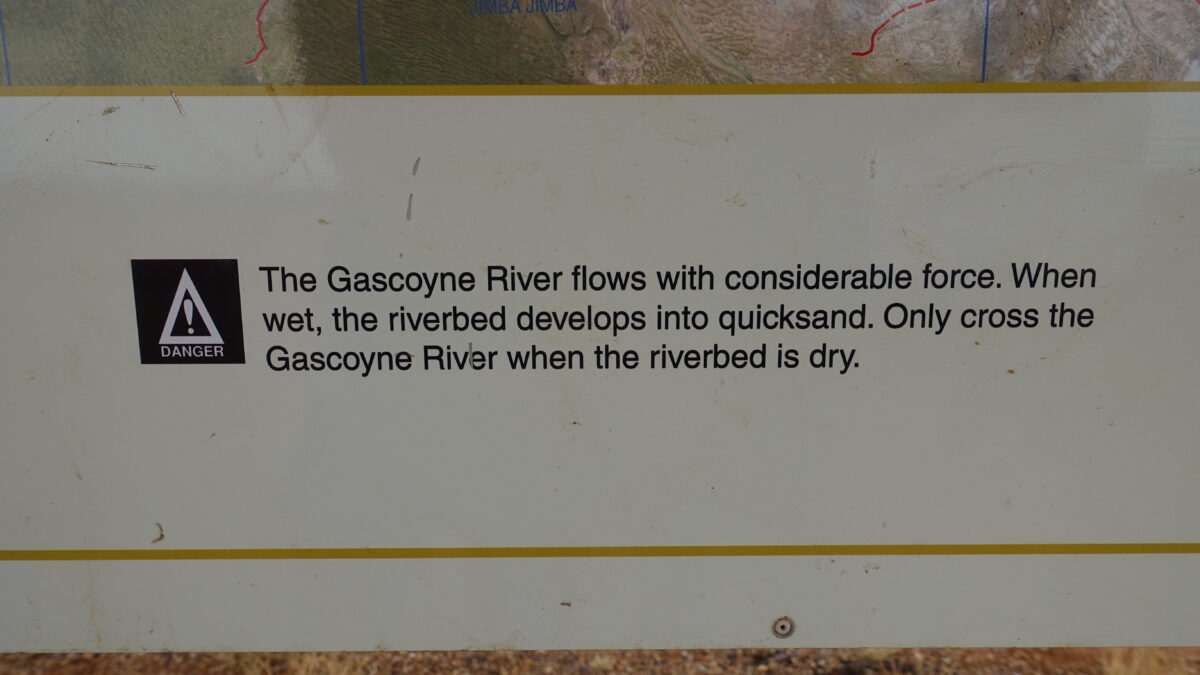 JIMBA JIMBA
DANGER
The Gascoyne River flows with considerable force. When
wet, the riverbed develops into quicksand. Only cross the
Gascoyne River when the riverbed is dry.